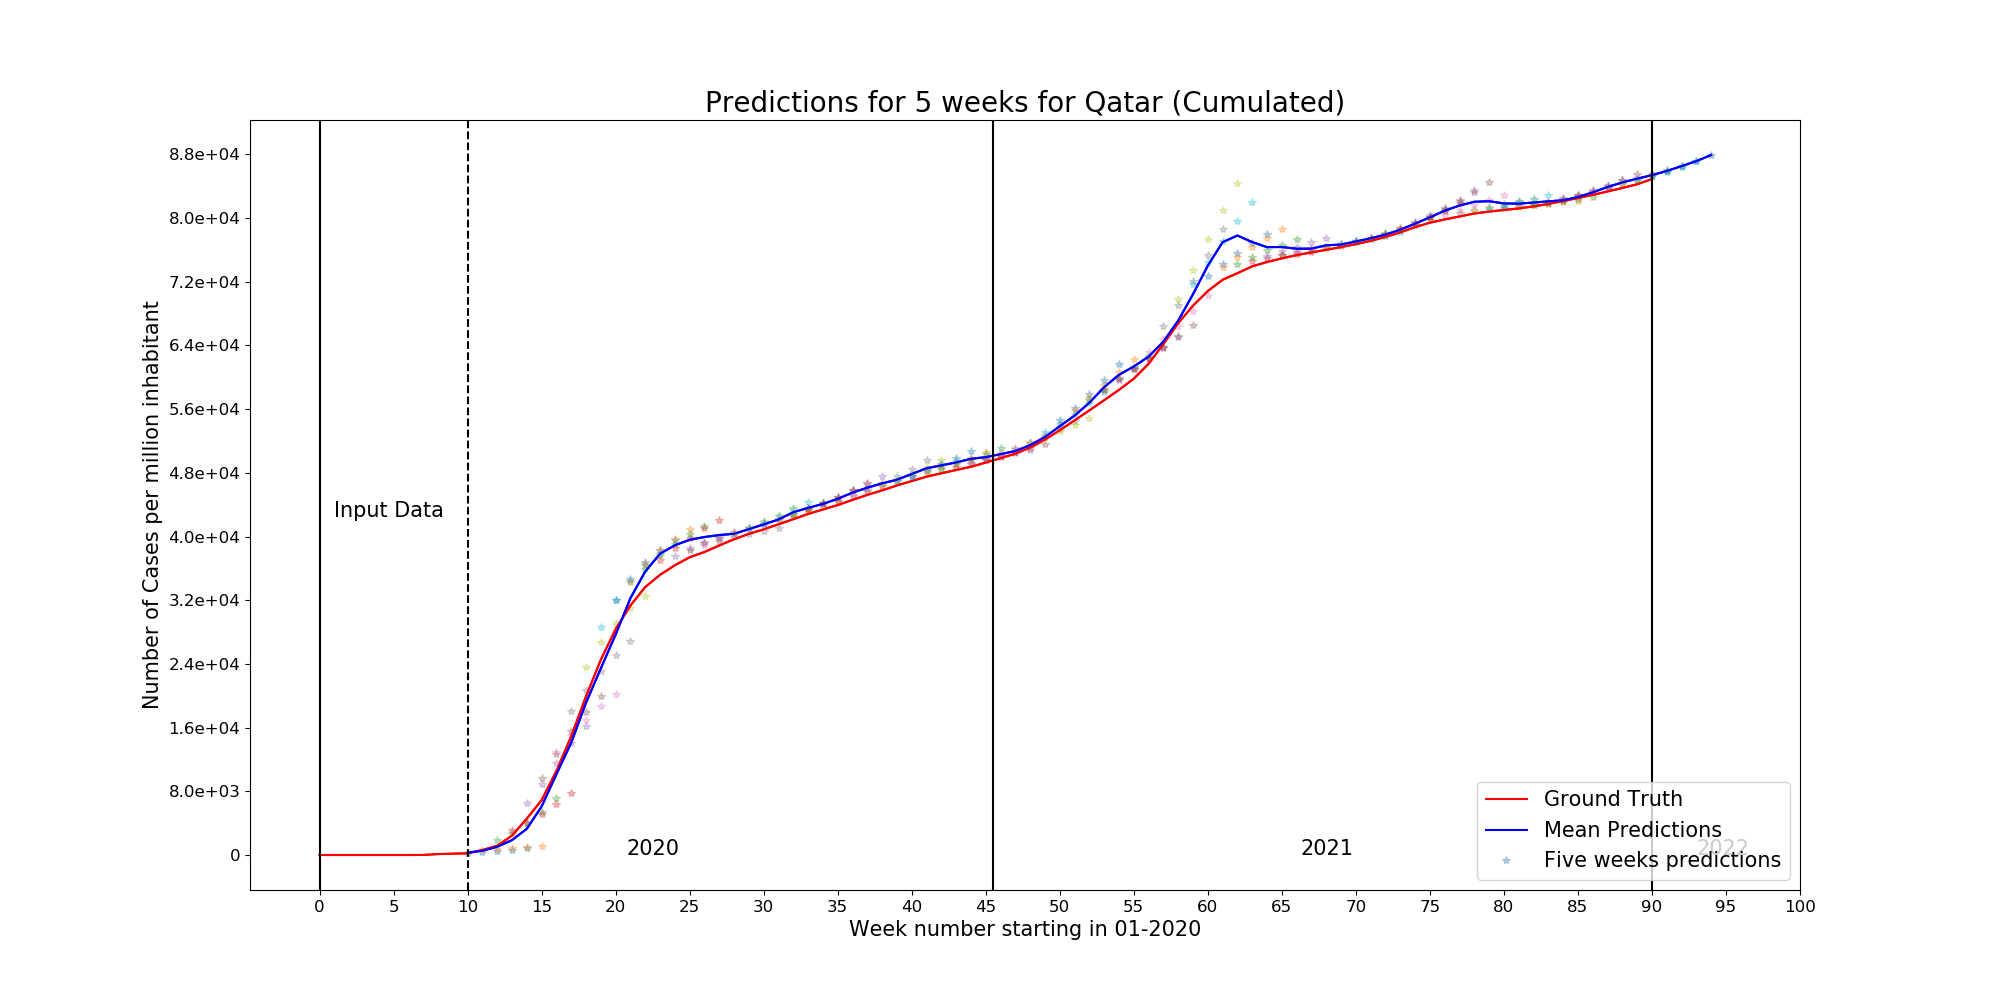 Predictions for 5 weeks for Qatar (Cumulated)
Number of Cases per million inhabitant
8.8e+04
8.0e+04
7.2e+04
6.4e+04
5.6e+04
4.8e+04
4.0e+04
3.2e+04
2.4e+04
1.6e+04
8.0e+03
0
Input Data
2020
2021
2022
Ground Truth
Mean Predictions
Five weeks predictions
0 5 10 15 20 25 30 35 40 45 50 55 60 65 70 75 80 85 90 95 100
Week number starting in 01-2020